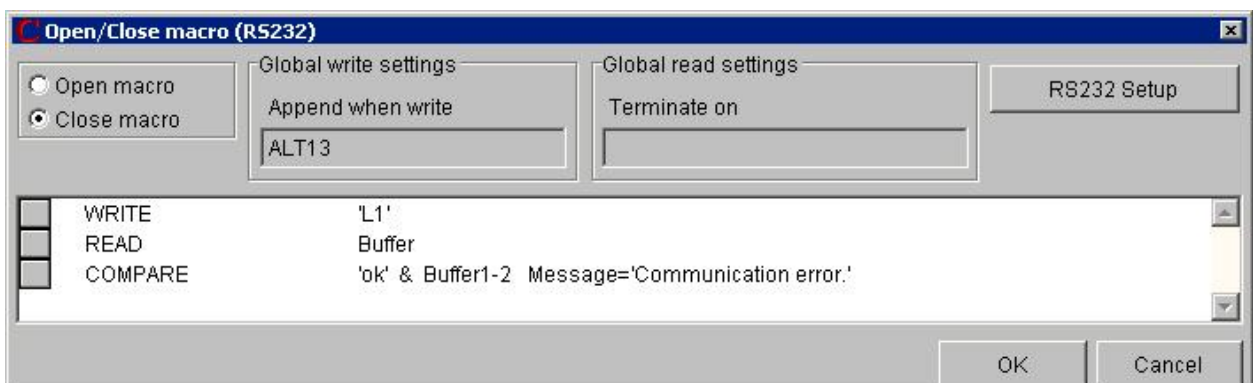 Open/Close macro (RS232)
Open macro
Close macro
Global write settings
Append when write
ALT13
Global read settings
Terminate on
RS232 Setup
WRITE 'L1'
READ Buffer
COMPARE 'ok' & Buffer1-2 Message='Communication error.'
OK Cancel